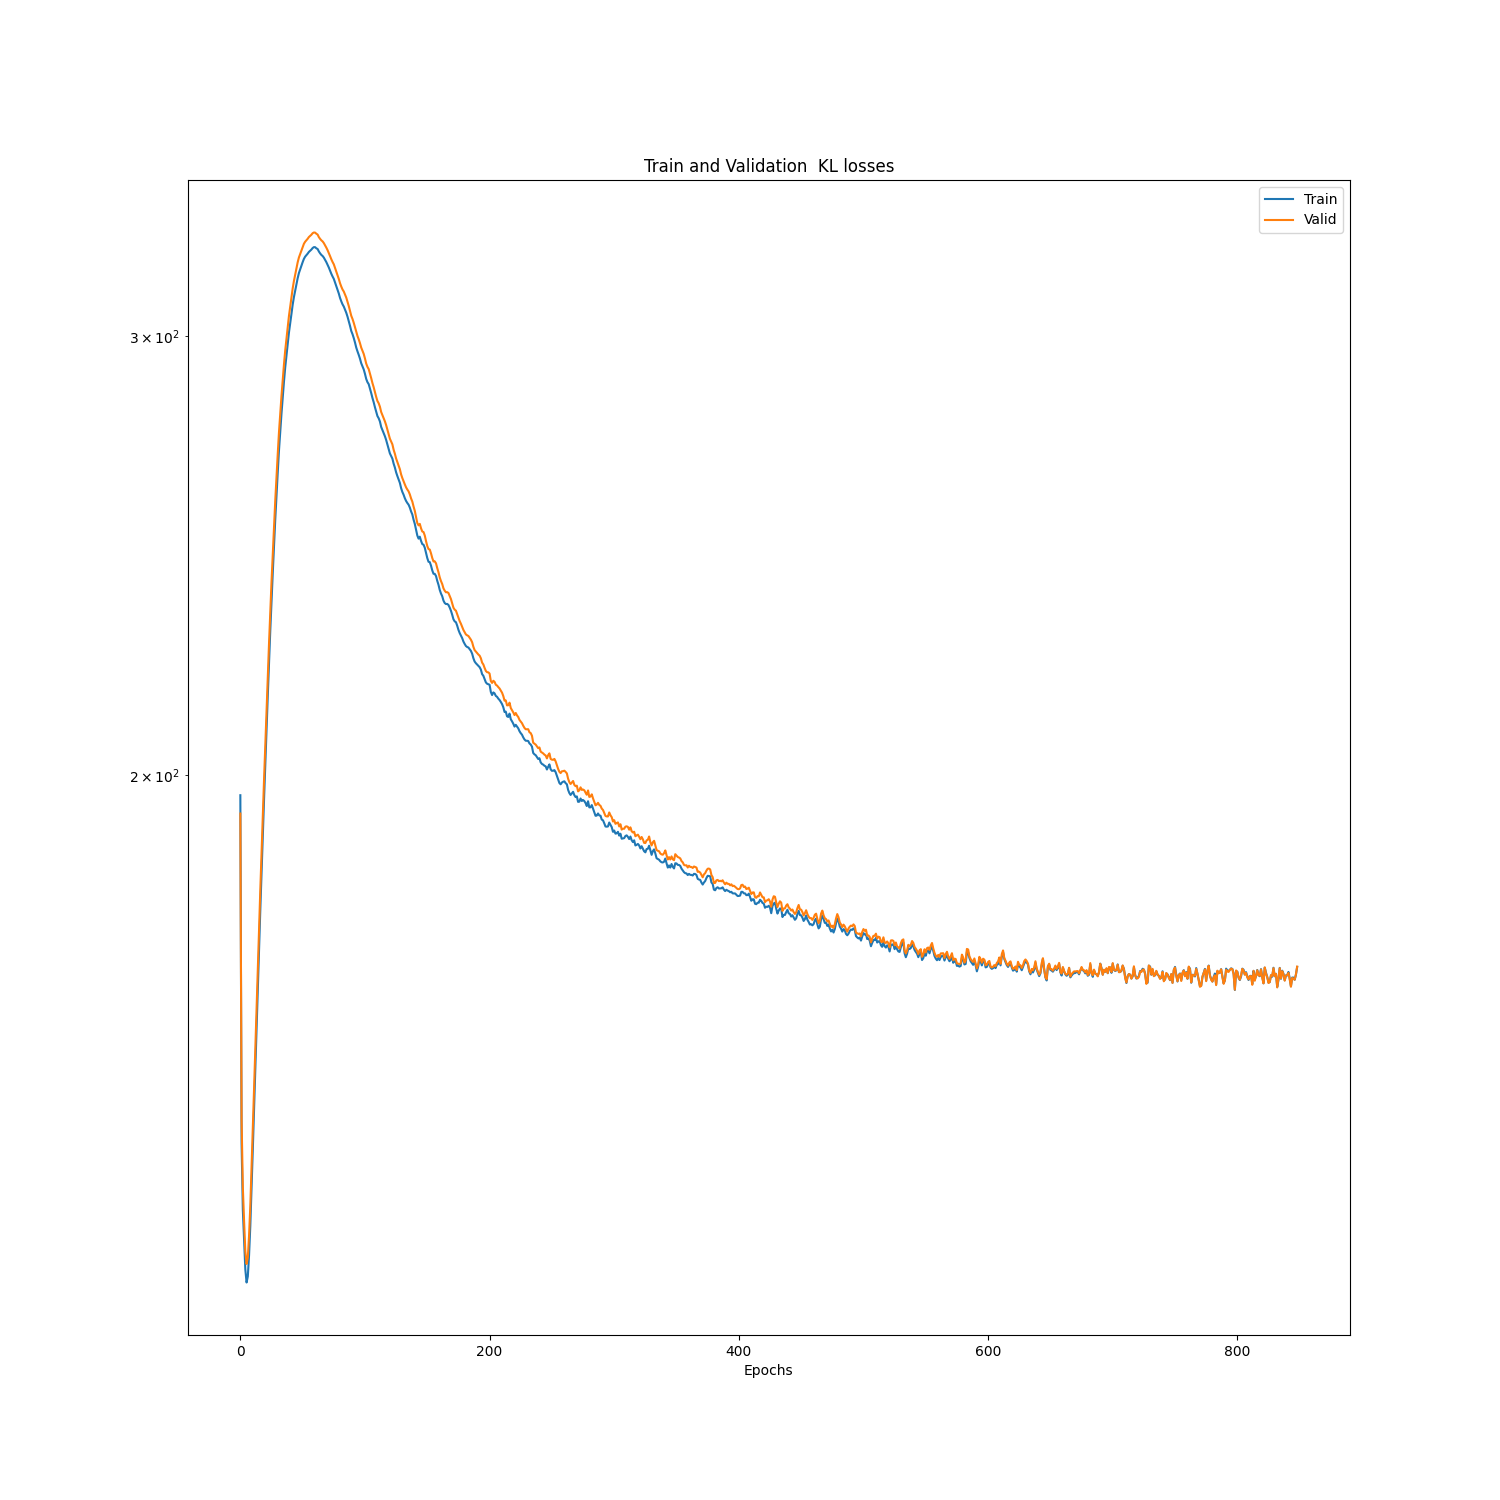 Train and Validation  KL losses
Train
Valid
3 × 10²
2 × 10²
0 200 400 600 800
Epochs